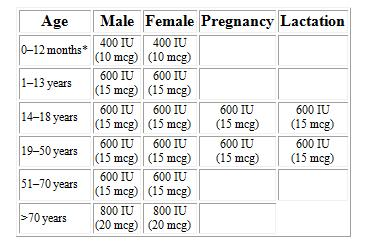 Age Male Female Pregnancy Lactation
0–12 months* 400 IU (10 mcg) 400 IU (10 mcg)
1–13 years 600 IU (15 mcg) 600 IU (15 mcg)
14–18 years 600 IU (15 mcg) 600 IU (15 mcg) 600 IU (15 mcg) 600 IU (15 mcg)
19–50 years 600 IU (15 mcg) 600 IU (15 mcg) 600 IU (15 mcg) 600 IU (15 mcg)
51–70 years 600 IU (15 mcg) 600 IU (15 mcg)
>70 years 800 IU (20 mcg) 800 IU (20 mcg)